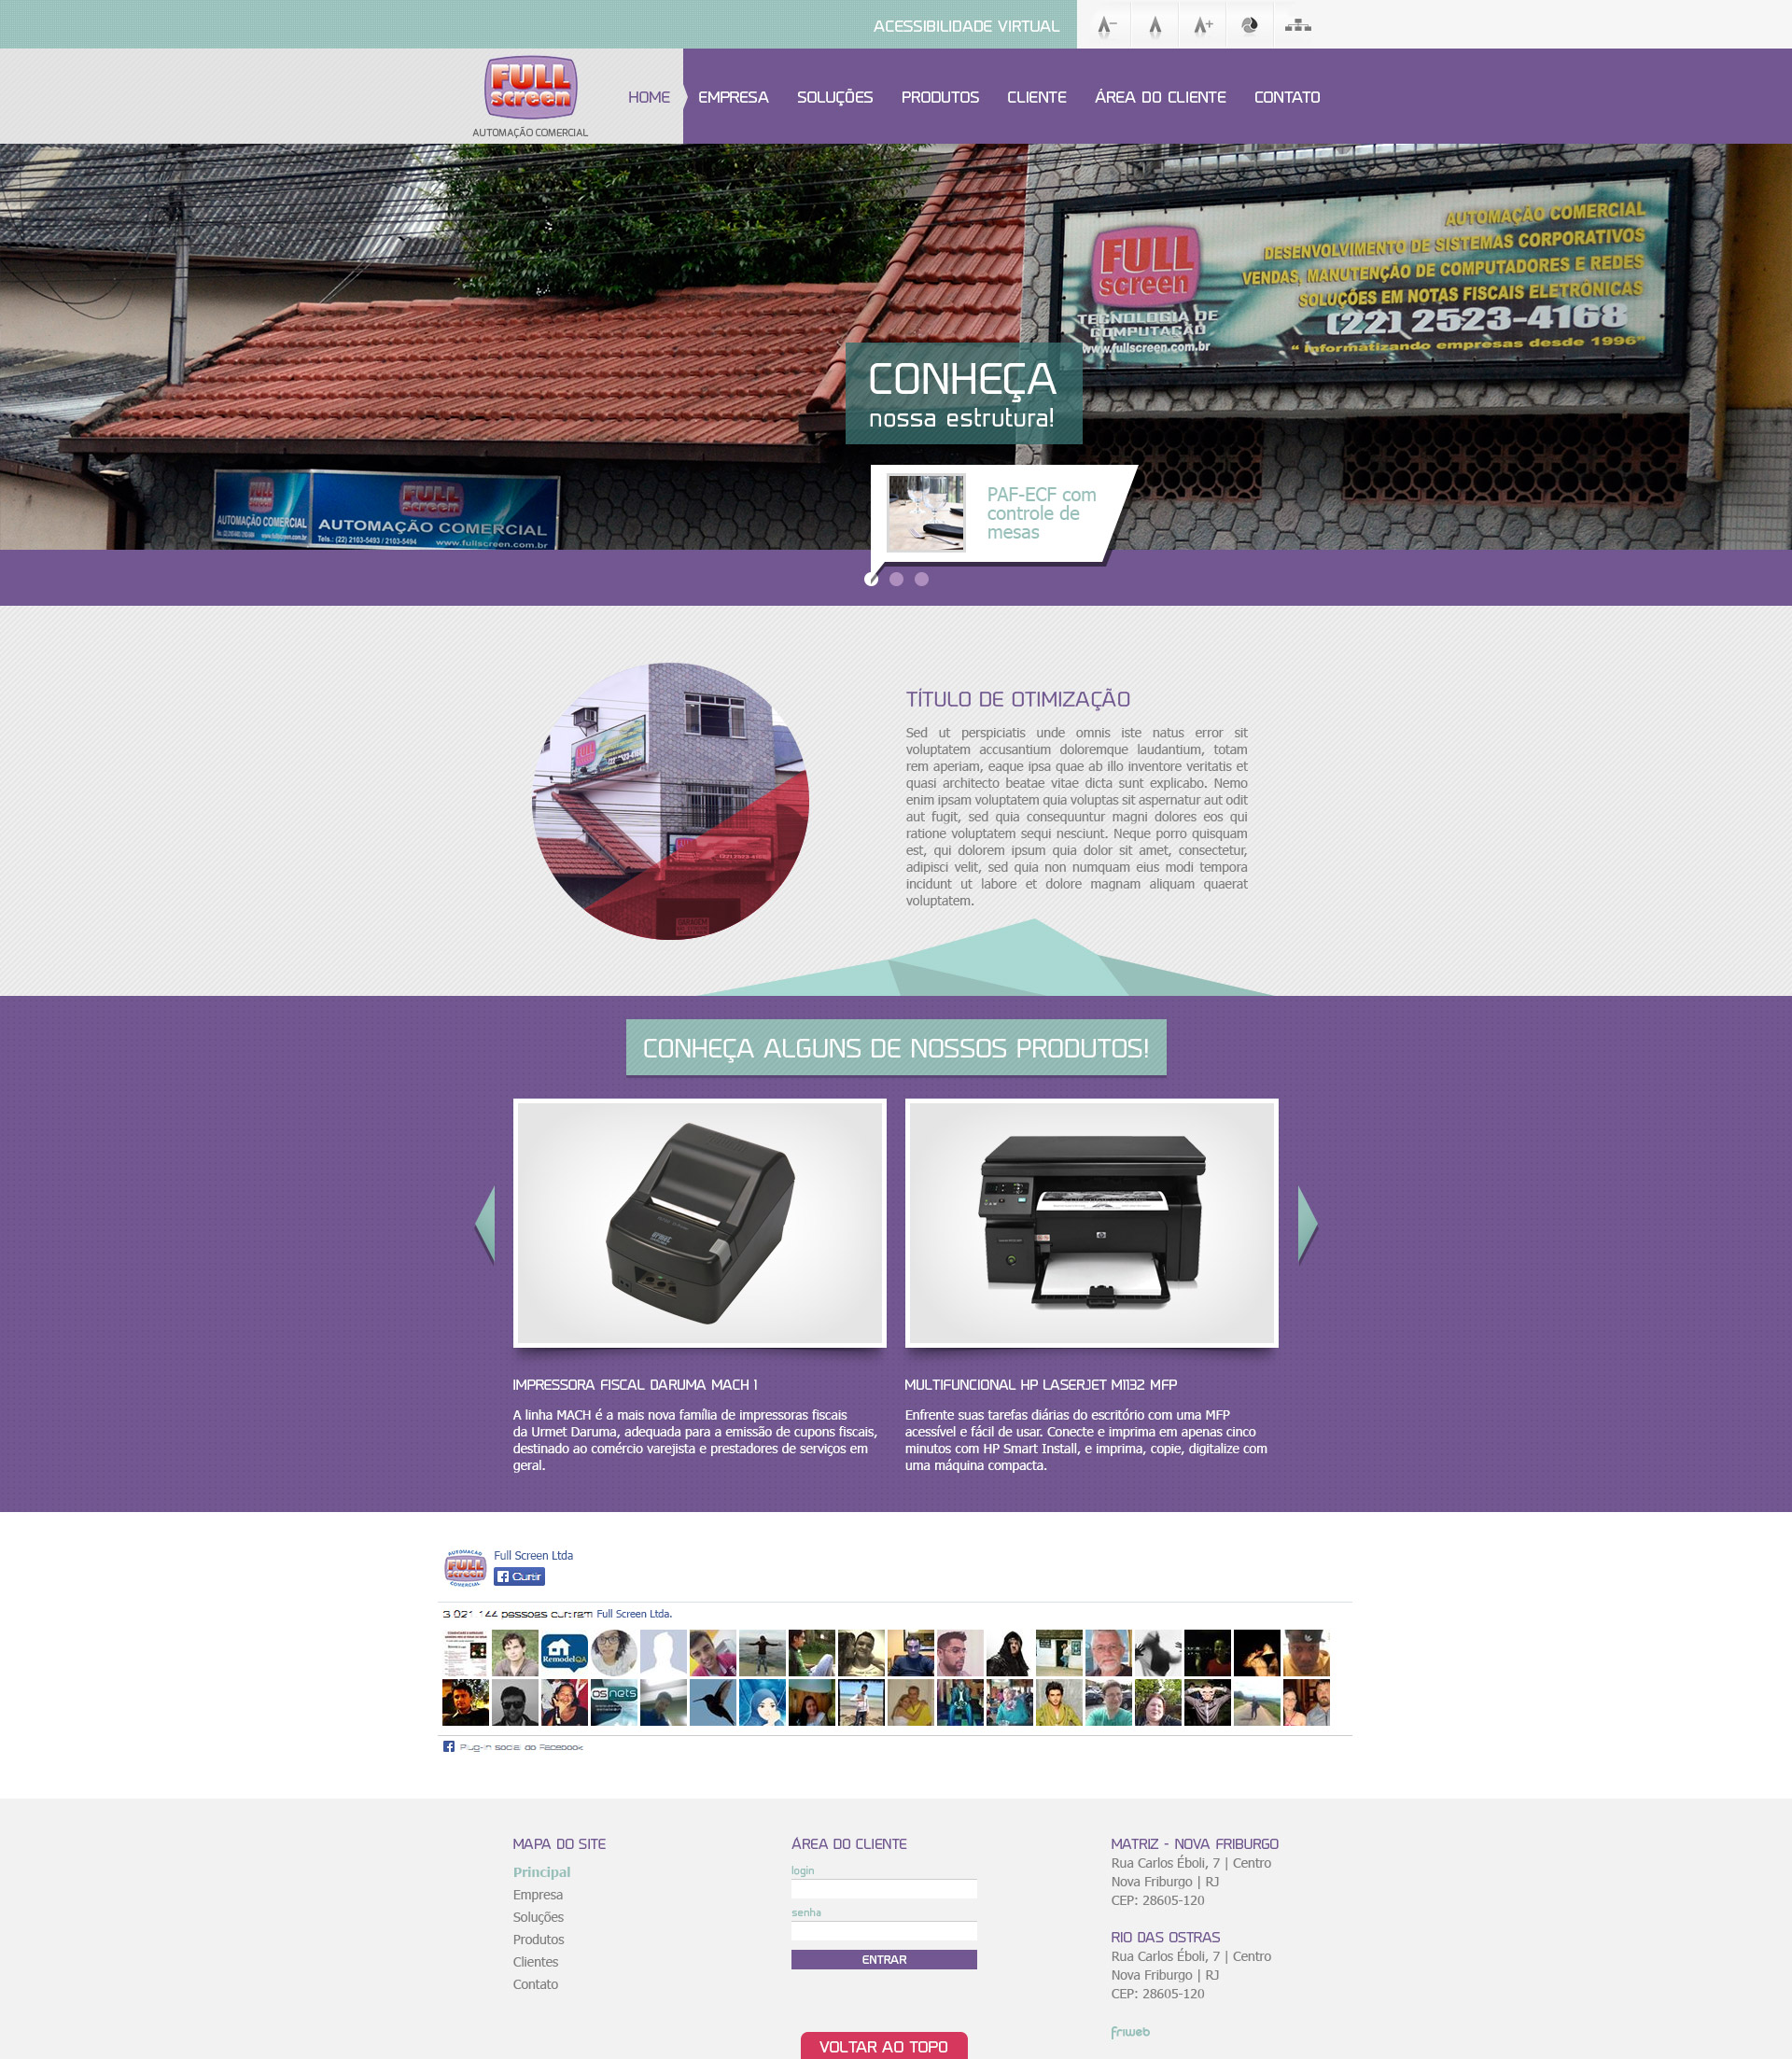 ACESSIBILIDADE VIRTUAL
A- A A+
FULL
screen
AUTOMAÇÃO COMERCIAL
HOME EMPRESA SOLUÇÕES PRODUTOS CLIENTE ÁREA DO CLIENTE CONTATO
AUTOMAÇÃO COMERCIAL
DESENVOLVIMENTO DE SISTEMAS CORPORATIVOS
VENDAS, MANUTENÇÃO DE COMPUTADORES E REDES
SOLUÇÕES EM NOTAS FISCAIS ELETRÔNICAS
(22) 2523-4168
“ Informatizando empresas desde 1996”
FULL
screen
TECNOLOGIA DE
COMPUTAÇÃO
www.fullscreen.com.br
CONHEÇA
nossa estrutura!
FULL
AUTOMAÇÃO COMERCIAL
FULL
screen
AUTOMAÇÃO COMERCIAL
Tels.: (22) 2103-5493 / 2103-5494 www.fullscreen.com.br
PAF-ECF com
controle de
mesas
TÍTULO DE OTIMIZAÇÃO
Sed ut perspiciatis unde omnis iste natus error sit
voluptatem accusantium doloremque laudantium, totam
rem aperiam, eaque ipsa quae ab illo inventore veritatis et
quasi architecto beatae vitae dicta sunt explicabo. Nemo
enim ipsam voluptatem quia voluptas sit aspernatur aut odit
aut fugit, sed quia consequuntur magni dolores eos qui
ratione voluptatem sequi nesciunt. Neque porro quisquam
est, qui dolorem ipsum quia dolor sit amet, consectetur,
adipisci velit, sed quia non numquam eius modi tempora
incidunt ut labore et dolore magnam aliquam quaerat
voluptatem.
CONHEÇA ALGUNS DE NOSSOS PRODUTOS!
IMPRESSORA FISCAL DARUMA MACH 1
A linha MACH é a mais nova família de impressoras fiscais
da Urmet Daruma, adequada para a emissão de cupons fiscais,
destinado ao comércio varejista e prestadores de serviços em
geral.
MULTIFUNCIONAL HP LASERJET M1132 MFP
Enfrente suas tarefas diárias do escritório com uma MFP
acessível e fácil de usar. Conecte e imprima em apenas cinco
minutos com HP Smart Install, e imprima, copie, digitalize com
uma máquina compacta.
AUTOMAÇÃO
FULL
screen
COMERCIAL
Full Screen Ltda
Curtir
3.021.144 pessoas curtiram Full Screen Ltda.
RemodelQA
osnets
Plug-in social do Facebook
MAPA DO SITE
Principal
Empresa
Soluções
Produtos
Clientes
Contato
ÁREA DO CLIENTE
login
senha
ENTRAR
MATRIZ - NOVA FRIBURGO
Rua Carlos Éboli, 7 | Centro
Nova Friburgo | RJ
CEP: 28605-120
RIO DAS OSTRAS
Rua Carlos Éboli, 7 | Centro
Nova Friburgo | RJ
CEP: 28605-120
friweb
VOLTAR AO TOPO